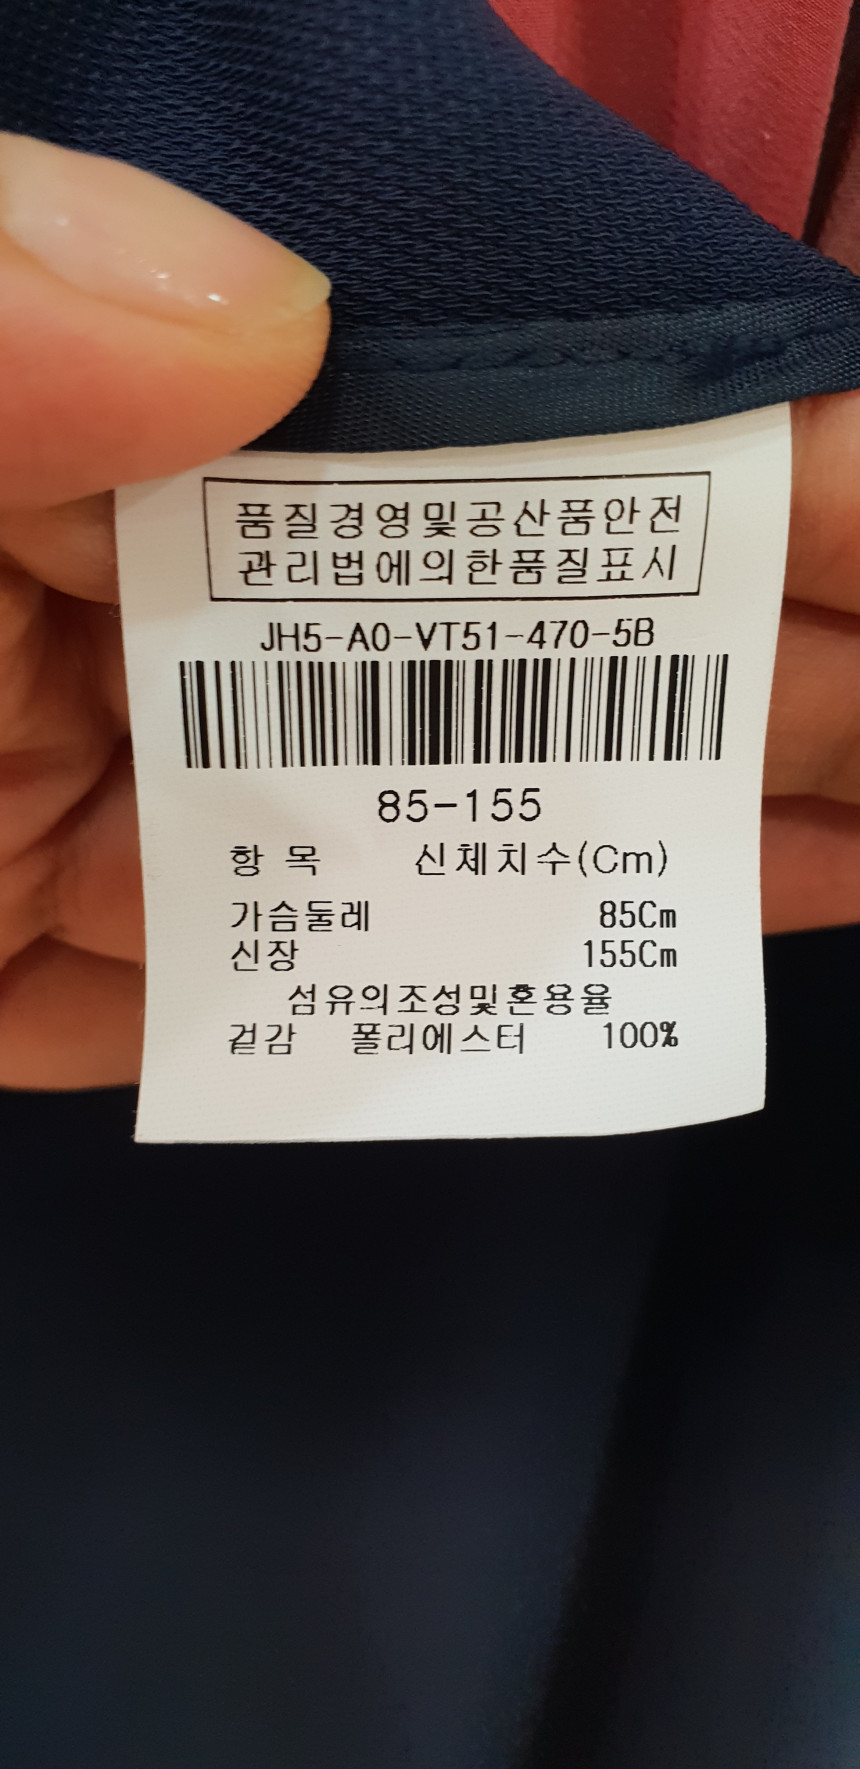 품질경영및공산품안전
관리법에의한품질표시
JH5-A0-VT51-470-5B
85-155
항 목 신체치수(Cm)
가슴둘레 85Cm
신장 155Cm
섬유의조성및혼용율
겉감 폴리에스터 100%